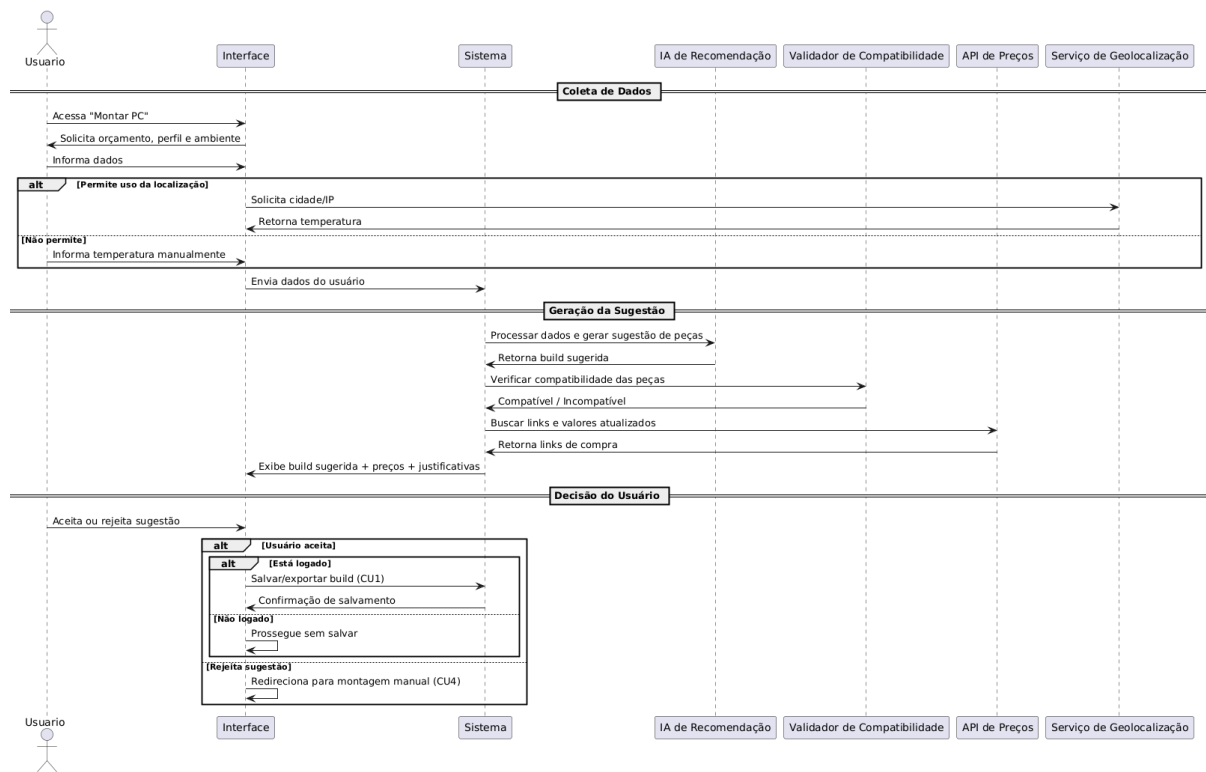 Usuario
Interface
Sistema
IA de Recomendação
Validador de Compatibilidade
API de Preços
Serviço de Geolocalização
Coleta de Dados
Acessa "Montar PC"
Solicita orçamento, perfil e ambiente
Informa dados
alt [Permite uso da localização]
Solicita cidade/IP
Retorna temperatura
[Não permite]
Informa temperatura manualmente
Envia dados do usuário
Geração da Sugestão
Processar dados e gerar sugestão de peças
Retorna build sugerida
Verificar compatibilidade das peças
Compatível / Incompatível
Buscar links e valores atualizados
Retorna links de compra
Exibe build sugerida + preços + justificativas
Decisão do Usuário
Aceita ou rejeita sugestão
alt [Usuário aceita]
alt [Está logado]
Salvar/exportar build (CU1)
Confirmação de salvamento
[Não logado]
Prossegue sem salvar
[Rejeita sugestão]
Redireciona para montagem manual (CU4)
Usuario
Interface
Sistema
IA de Recomendação
Validador de Compatibilidade
API de Preços
Serviço de Geolocalização